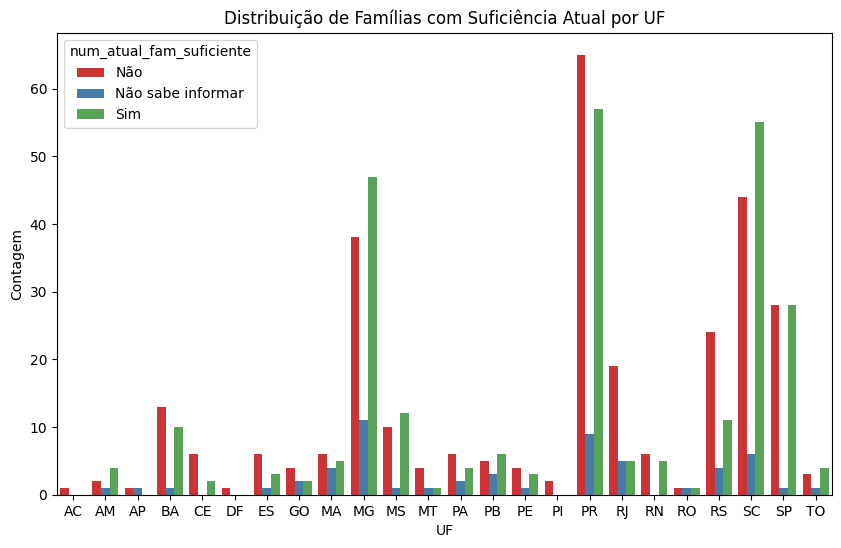 Distribuição de Famílias com Suficiência Atual por UF
num_atual_fam_suficiente
Não
Não sabe informar
Sim
Contagem
60
50
40
30
20
10
0
AC AM AP BA CE DF ES GO MA MG MS MT PA PB PE PI PR RJ RN RO RS SC SP TO
UF